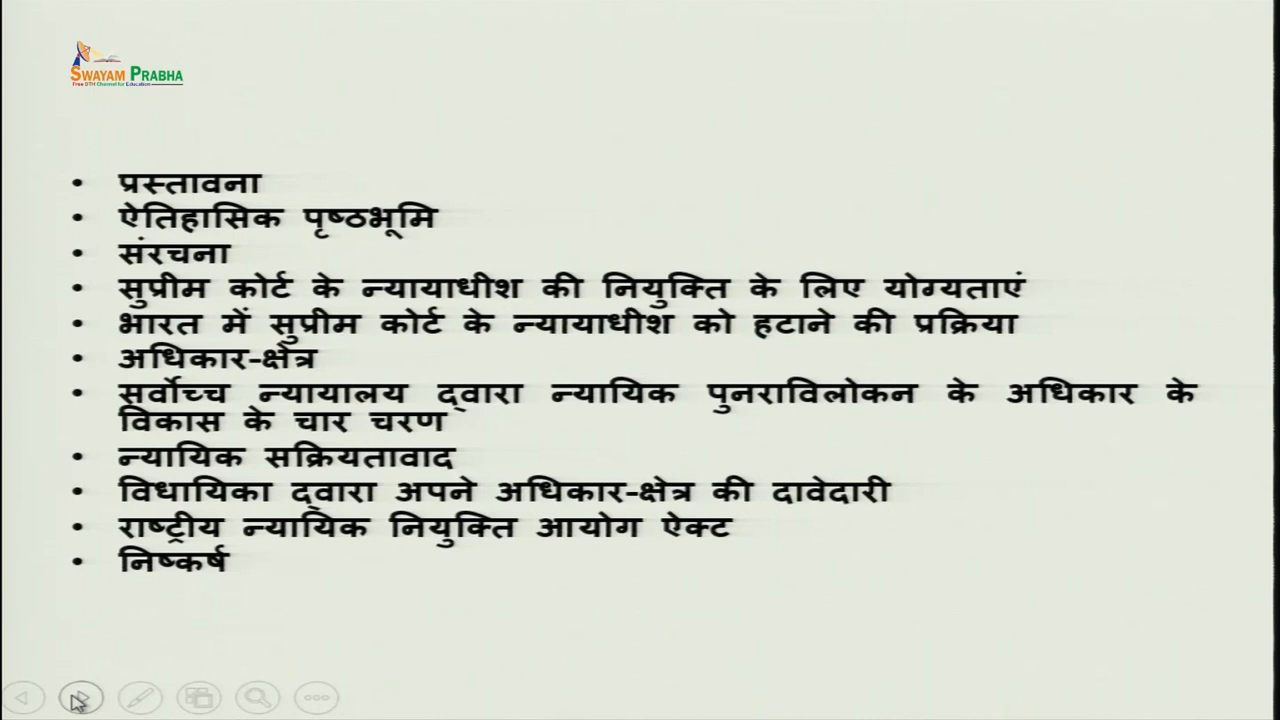 SWAYAM PRABHA
Free DTH Channel for Education
• प्रस्तावना
• ऐतिहासिक पृष्ठभूमि
• संरचना
• सुप्रीम कोर्ट के न्यायाधीश की नियुक्ति के लिए योग्यताएं
• भारत में सुप्रीम कोर्ट के न्यायाधीश को हटाने की प्रक्रिया
• अधिकार-क्षेत्र
• सर्वोच्च न्यायालय द्वारा न्यायिक पुनराविलोकन के अधिकार के
विकास के चार चरण
• न्यायिक सक्रियतावाद
• विधायिका द्वारा अपने अधिकार-क्षेत्र की दावेदारी
• राष्ट्रीय न्यायिक नियुक्ति आयोग ऐक्ट
• निष्कर्ष